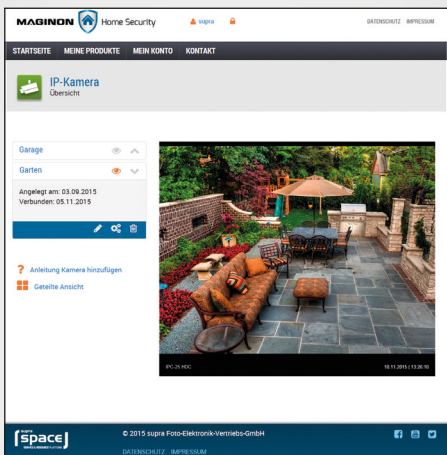 MAGINON Home Security
supra
DATENSCHUTZ IMPRESSUM
STARTSEITE MEINE PRODUKTE MEIN KONTO KONTAKT
IP-Kamera
Übersicht
Garage
Garten
Angelegt am: 03.09.2015
Verbunden: 05.11.2015
? Anleitung Kamera hinzufügen
Geteilte Ansicht
IPC-25 HDC
10.11.2015 | 13:26:10
supra
space
© 2015 supra Foto-Elektronik-Vertriebs-GmbH
DATENSCHUTZ IMPRESSUM